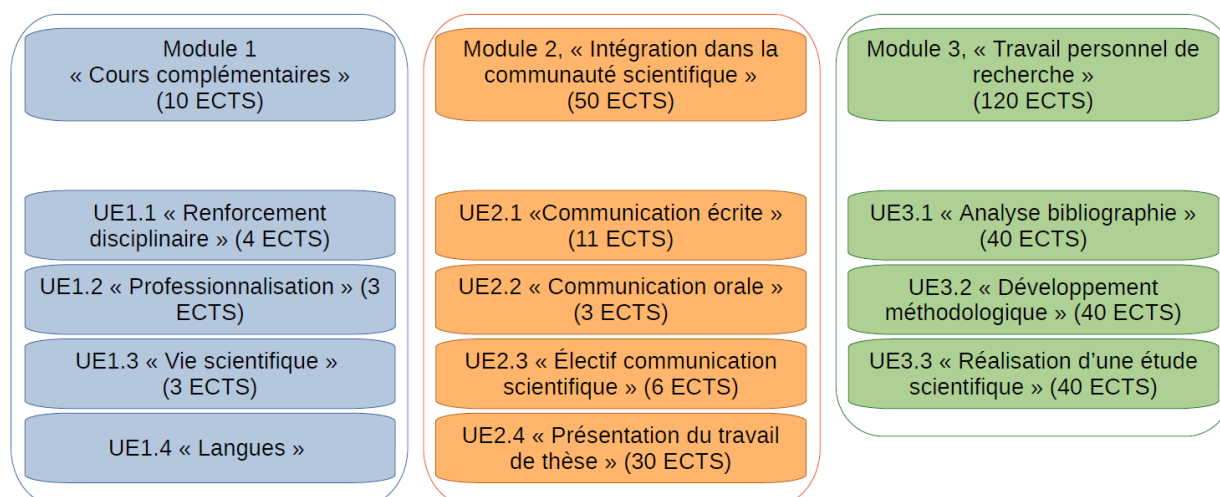 Module 1
« Cours complémentaires »
(10 ECTS)
UE1.1 « Renforcement
disciplinaire » (4 ECTS)
UE1.2 « Professionnalisation » (3
ECTS)
UE1.3 « Vie scientifique »
(3 ECTS)
UE1.4 « Langues »
Module 2, « Intégration dans la
communauté scientifique »
(50 ECTS)
UE2.1 «Communication écrite »
(11 ECTS)
UE2.2 « Communication orale »
(3 ECTS)
UE2.3 « Électif communication
scientifique » (6 ECTS)
UE2.4 « Présentation du travail
de thèse » (30 ECTS)
Module 3, « Travail personnel de
recherche »
(120 ECTS)
UE3.1 « Analyse bibliographie »
(40 ECTS)
UE3.2 « Développement
méthodologique » (40 ECTS)
UE3.3 « Réalisation d’une étude
scientifique » (40 ECTS)